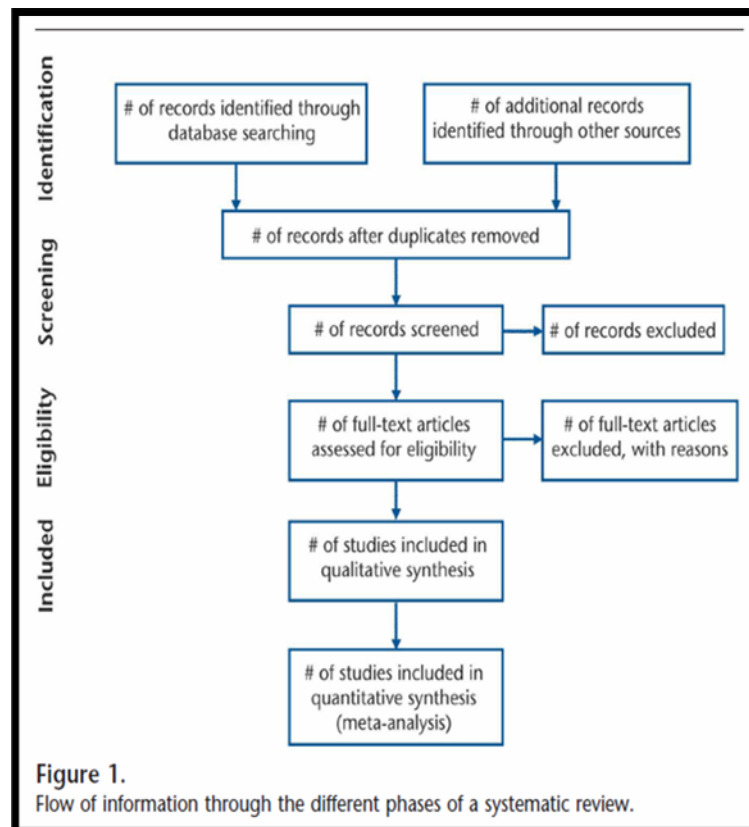 Identification
# of records identified through
database searching
# of additional records
identified through other sources
# of records after duplicates removed
Screening
# of records screened
# of records excluded
Eligibility
# of full-text articles
assessed for eligibility
# of full-text articles
excluded, with reasons
Included
# of studies included in
qualitative synthesis
# of studies included in
quantitative synthesis
(meta-analysis)
Figure 1.
Flow of information through the different phases of a systematic review.